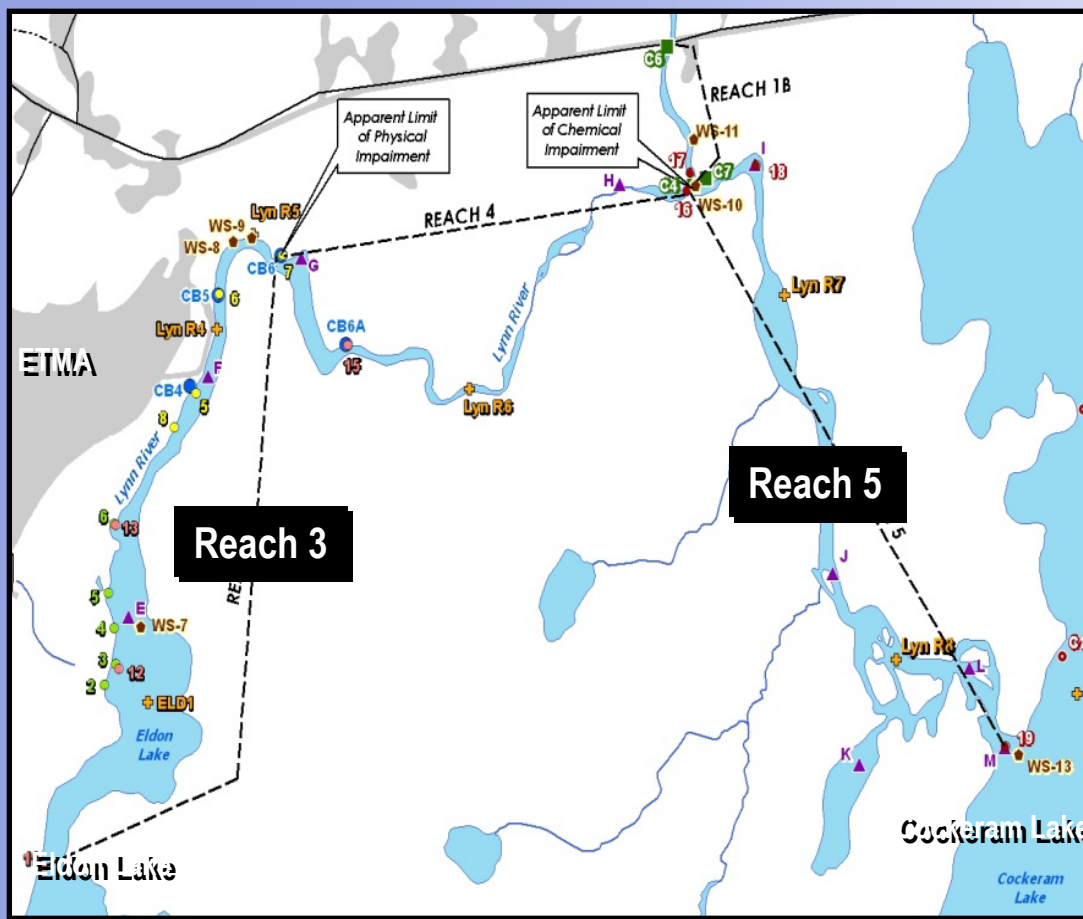 C6
REACH 1B
Apparent Limit
of Physical
Impairment
Apparent Limit
of Chemical
Impairment
WS-11
17
C4
C7
I
18
H
16
WS-10
REACH 4
Lyn R5
WS-9
WS-8
CB6
7
G
CB5
6
Lyn R7
Lyn R4
CB6A
15
ETMA
F
CB4
5
8
Lynn River
Lyn R6
Lynn River
Reach 5
5
6
13
Reach 3
RE
J
5
E
4
WS-7
3
12
2
ELD1
Lyn R8
L
Eldon
Lake
K
M
19
WS-13
Cockeram Lake
Eldon Lake
Cockeram
Lake